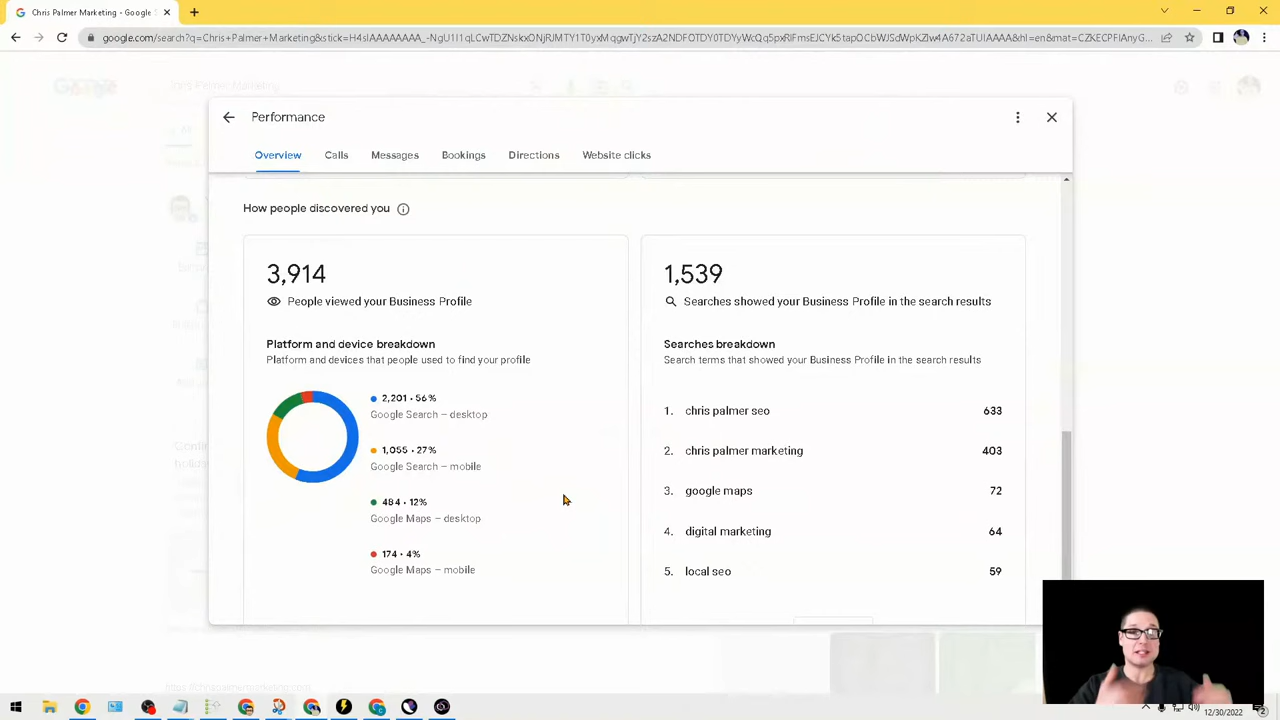 Chris Palmer Marketing - Google S
Performance
Overview Calls Messages Bookings Directions Website clicks
How people discovered you
3,914
People viewed your Business Profile
Platform and device breakdown
Platform and devices that people used to find your profile
2,201 • 56%
Google Search – desktop
1,055 • 27%
Google Search – mobile
484 • 12%
Google Maps – desktop
174 • 4%
Google Maps – mobile
1,539
Searches showed your Business Profile in the search results
Searches breakdown
Search terms that showed your Business Profile in the search results
1. chris palmer seo 633
2. chris palmer marketing 403
3. google maps 72
4. digital marketing 64
5. local seo 59
12/30/2022